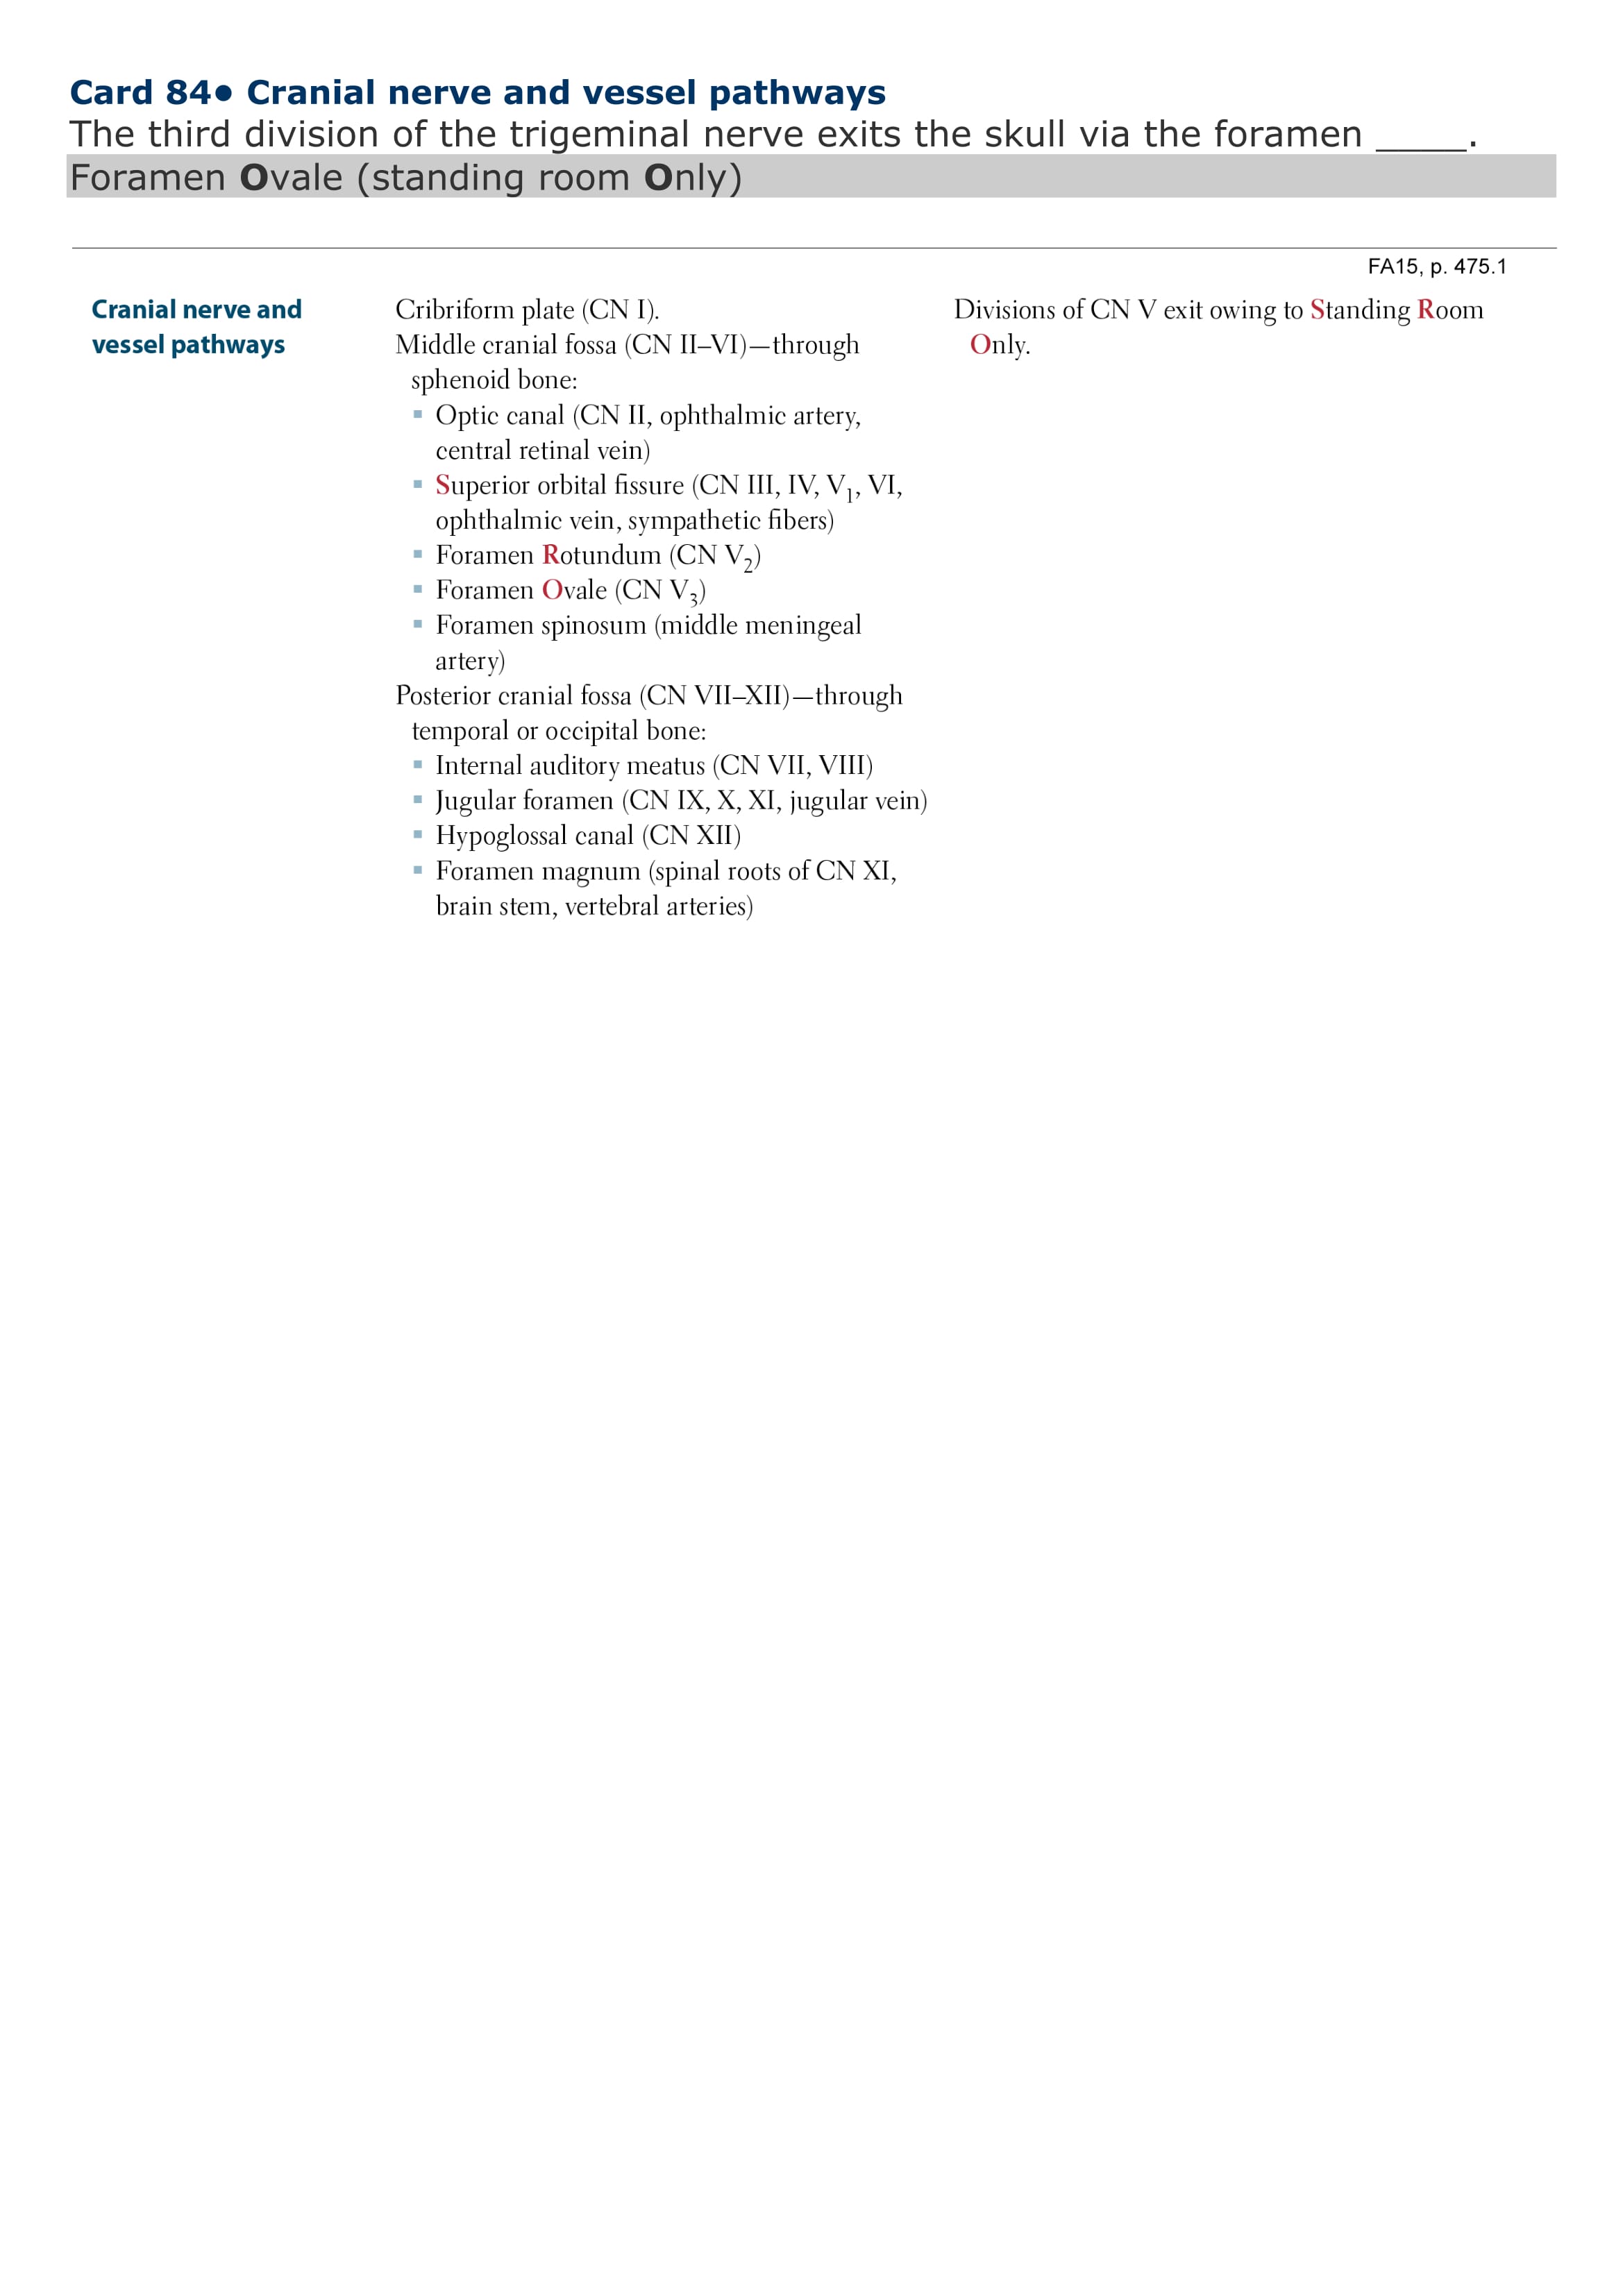 Card 84● Cranial nerve and vessel pathways
The third division of the trigeminal nerve exits the skull via the foramen _____.
Foramen Ovale (standing room Only)
FA15, p. 475.1
Cranial nerve and
vessel pathways
Cribriform plate (CN I).
Middle cranial fossa (CN II–VI)—through
sphenoid bone:
▪ Optic canal (CN II, ophthalmic artery,
central retinal vein)
▪ Superior orbital fissure (CN III, IV, V₁, VI,
ophthalmic vein, sympathetic fibers)
▪ Foramen Rotundum (CN V₂)
▪ Foramen Ovale (CN V₃)
▪ Foramen spinosum (middle meningeal
artery)
Posterior cranial fossa (CN VII–XII)—through
temporal or occipital bone:
▪ Internal auditory meatus (CN VII, VIII)
▪ Jugular foramen (CN IX, X, XI, jugular vein)
▪ Hypoglossal canal (CN XII)
▪ Foramen magnum (spinal roots of CN XI,
brain stem, vertebral arteries)
Divisions of CN V exit owing to Standing Room
Only.